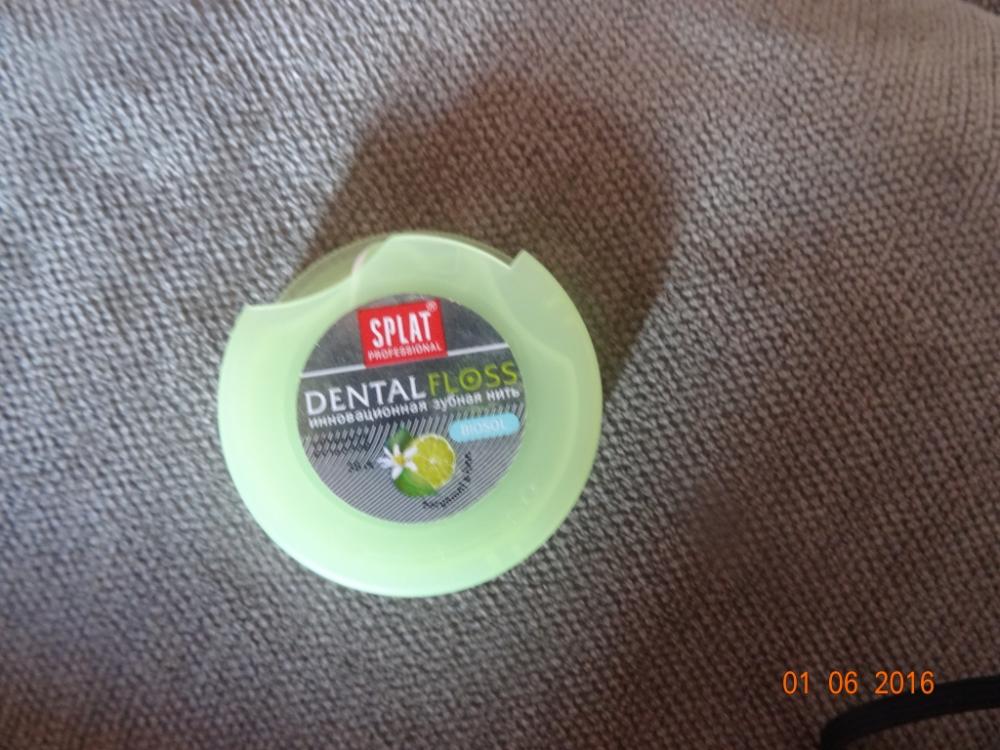 SPLAT®
PROFESSIONAL
DENTAL FLOSS
инновационная зубная нить
BIOSOL
01 06 2016